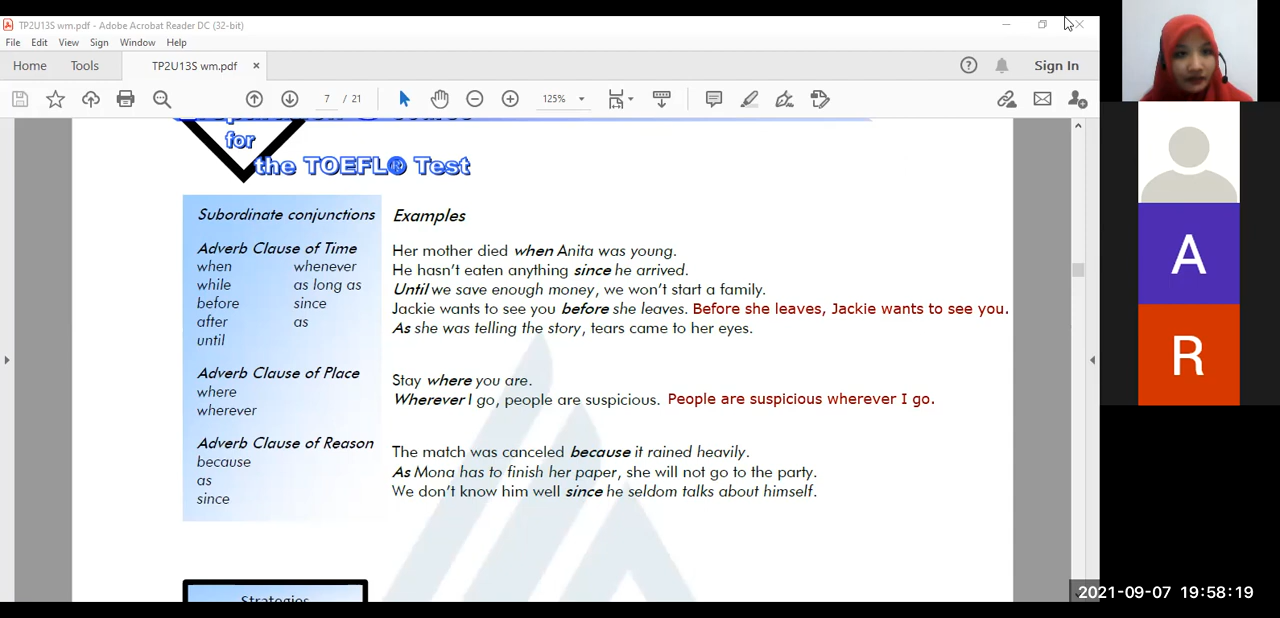 TP2U13S wm.pdf - Adobe Acrobat Reader DC (32-bit)
File Edit View Sign Window Help
Home Tools TP2U13S wm.pdf × Sign In
7 / 21 125%
for
the TOEFL® Test
Subordinate conjunctions Examples
Adverb Clause of Time
when whenever
while as long as
before since
after as
until
Her mother died when Anita was young.
He hasn't eaten anything since he arrived.
Until we save enough money, we won't start a family.
Jackie wants to see you before she leaves. Before she leaves, Jackie wants to see you.
As she was telling the story, tears came to her eyes.
Adverb Clause of Place
where
wherever
Stay where you are.
Wherever I go, people are suspicious. People are suspicious wherever I go.
Adverb Clause of Reason
because
as
since
The match was canceled because it rained heavily.
As Mona has to finish her paper, she will not go to the party.
We don't know him well since he seldom talks about himself.
Strategies
A
R
2021-09-07 19:58:19